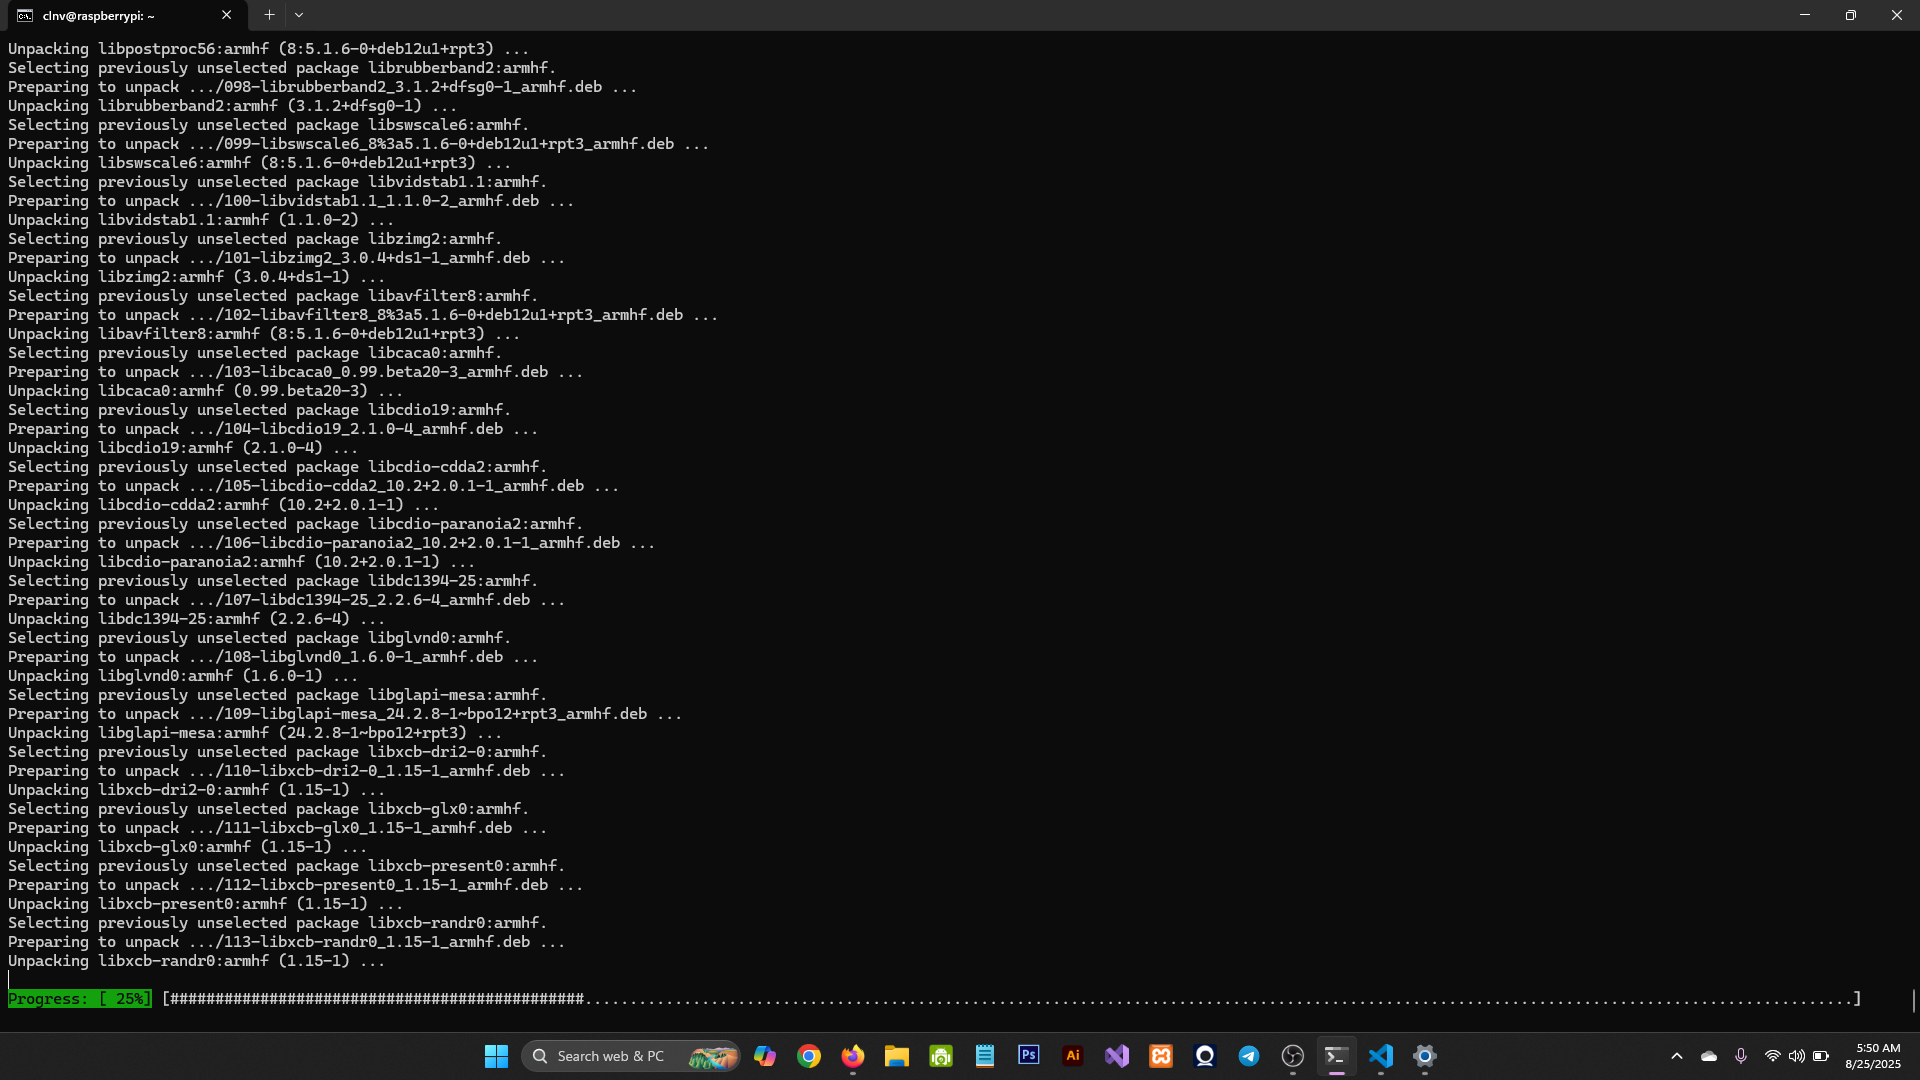 clnv@raspberrypi: ~
Unpacking libpostproc56:armhf (8:5.1.6-0+deb12u1+rpt3) ...
Selecting previously unselected package librubberband2:armhf.
Preparing to unpack .../098-librubberband2_3.1.2+dfsg0-1_armhf.deb ...
Unpacking librubberband2:armhf (3.1.2+dfsg0-1) ...
Selecting previously unselected package libswscale6:armhf.
Preparing to unpack .../099-libswscale6_8%3a5.1.6-0+deb12u1+rpt3_armhf.deb ...
Unpacking libswscale6:armhf (8:5.1.6-0+deb12u1+rpt3) ...
Selecting previously unselected package libvidstab1.1:armhf.
Preparing to unpack .../100-libvidstab1.1_1.1.0-2_armhf.deb ...
Unpacking libvidstab1.1:armhf (1.1.0-2) ...
Selecting previously unselected package libzimg2:armhf.
Preparing to unpack .../101-libzimg2_3.0.4+ds1-1_armhf.deb ...
Unpacking libzimg2:armhf (3.0.4+ds1-1) ...
Selecting previously unselected package libavfilter8:armhf.
Preparing to unpack .../102-libavfilter8_8%3a5.1.6-0+deb12u1+rpt3_armhf.deb ...
Unpacking libavfilter8:armhf (8:5.1.6-0+deb12u1+rpt3) ...
Selecting previously unselected package libcaca0:armhf.
Preparing to unpack .../103-libcaca0_0.99.beta20-3_armhf.deb ...
Unpacking libcaca0:armhf (0.99.beta20-3) ...
Selecting previously unselected package libcdio19:armhf.
Preparing to unpack .../104-libcdio19_2.1.0-4_armhf.deb ...
Unpacking libcdio19:armhf (2.1.0-4) ...
Selecting previously unselected package libcdio-cdda2:armhf.
Preparing to unpack .../105-libcdio-cdda2_10.2+2.0.1-1_armhf.deb ...
Unpacking libcdio-cdda2:armhf (10.2+2.0.1-1) ...
Selecting previously unselected package libcdio-paranoia2:armhf.
Preparing to unpack .../106-libcdio-paranoia2_10.2+2.0.1-1_armhf.deb ...
Unpacking libcdio-paranoia2:armhf (10.2+2.0.1-1) ...
Selecting previously unselected package libdc1394-25:armhf.
Preparing to unpack .../107-libdc1394-25_2.2.6-4_armhf.deb ...
Unpacking libdc1394-25:armhf (2.2.6-4) ...
Selecting previously unselected package libglvnd0:armhf.
Preparing to unpack .../108-libglvnd0_1.6.0-1_armhf.deb ...
Unpacking libglvnd0:armhf (1.6.0-1) ...
Selecting previously unselected package libglapi-mesa:armhf.
Preparing to unpack .../109-libglapi-mesa_24.2.8-1~bpo12+rpt3_armhf.deb ...
Unpacking libglapi-mesa:armhf (24.2.8-1~bpo12+rpt3) ...
Selecting previously unselected package libxcb-dri2-0:armhf.
Preparing to unpack .../110-libxcb-dri2-0_1.15-1_armhf.deb ...
Unpacking libxcb-dri2-0:armhf (1.15-1) ...
Selecting previously unselected package libxcb-glx0:armhf.
Preparing to unpack .../111-libxcb-glx0_1.15-1_armhf.deb ...
Unpacking libxcb-glx0:armhf (1.15-1) ...
Selecting previously unselected package libxcb-present0:armhf.
Preparing to unpack .../112-libxcb-present0_1.15-1_armhf.deb ...
Unpacking libxcb-present0:armhf (1.15-1) ...
Selecting previously unselected package libxcb-randr0:armhf.
Preparing to unpack .../113-libxcb-randr0_1.15-1_armhf.deb ...
Unpacking libxcb-randr0:armhf (1.15-1) ...
Progress: [ 25%] [##############################################.............................................................................................................................................]
Search web & PC
Ps
Ai
5:50 AM
8/25/2025